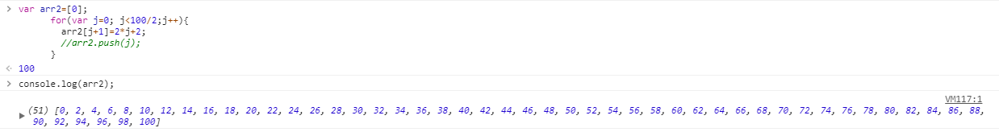 > var arr2=[0];
for(var j=0; j<100/2;j++){
arr2[j+1]=2*j+2;
//arr2.push(j);
}
100
> console.log(arr2);
VM117:1
(51) [0, 2, 4, 6, 8, 10, 12, 14, 16, 18, 20, 22, 24, 26, 28, 30, 32, 34, 36, 38, 40, 42, 44, 46, 48, 50, 52, 54, 56, 58, 60, 62, 64, 66, 68, 70, 72, 74, 76, 78, 80, 82, 84, 86, 88,
90, 92, 94, 96, 98, 100]